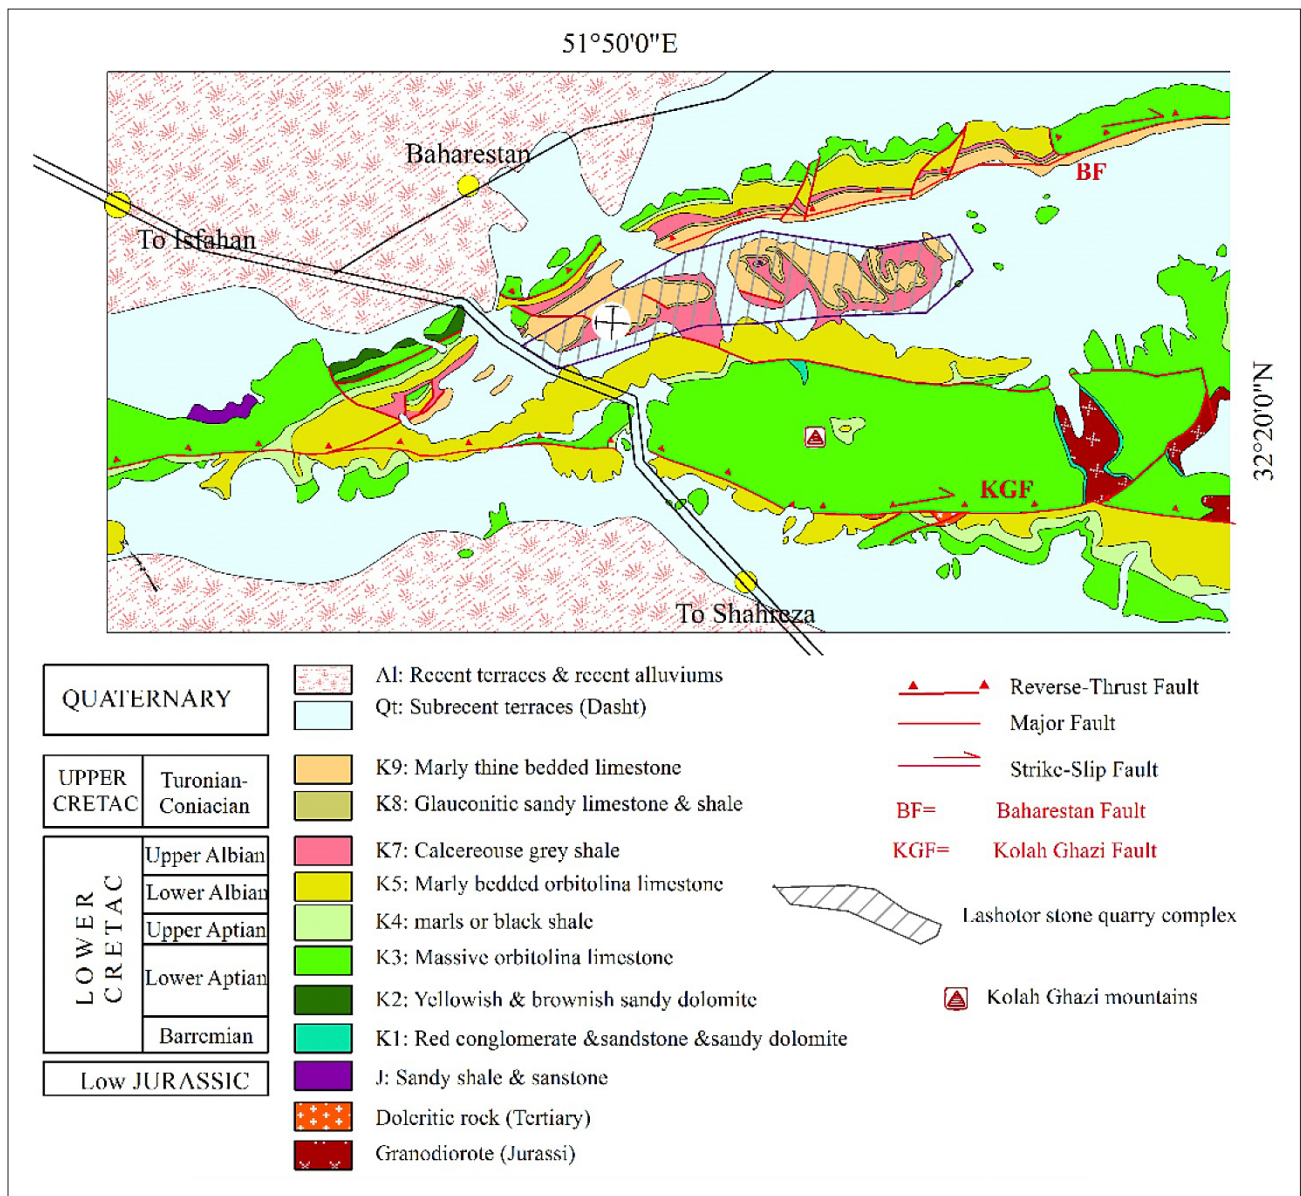 51°50'0"E
Baharestan
BF
To Isfahan
32°20'0"N
KGF
To Shahreza
QUATERNARY
Al: Recent terraces & recent alluviums
Qt: Subrecent terraces (Dasht)
UPPER CRETAC
Turonian-Coniacian
K9: Marly thine bedded limestone
K8: Glauconitic sandy limestone & shale
LOWER CRETAC
Upper Albian
K7: Calcereouse grey shale
Lower Albian
K5: Marly bedded orbitolina limestone
Upper Aptian
K4: marls or black shale
Lower Aptian
K3: Massive orbitolina limestone
K2: Yellowish & brownish sandy dolomite
Barremian
K1: Red conglomerate &sandstone &sandy dolomite
Low JURASSIC
J: Sandy shale & sanstone
Doleritic rock (Tertiary)
Granodiorote (Jurassi)
Reverse-Thrust Fault
Major Fault
Strike-Slip Fault
BF= Baharestan Fault
KGF= Kolah Ghazi Fault
Lashotor stone quarry complex
Kolah Ghazi mountains